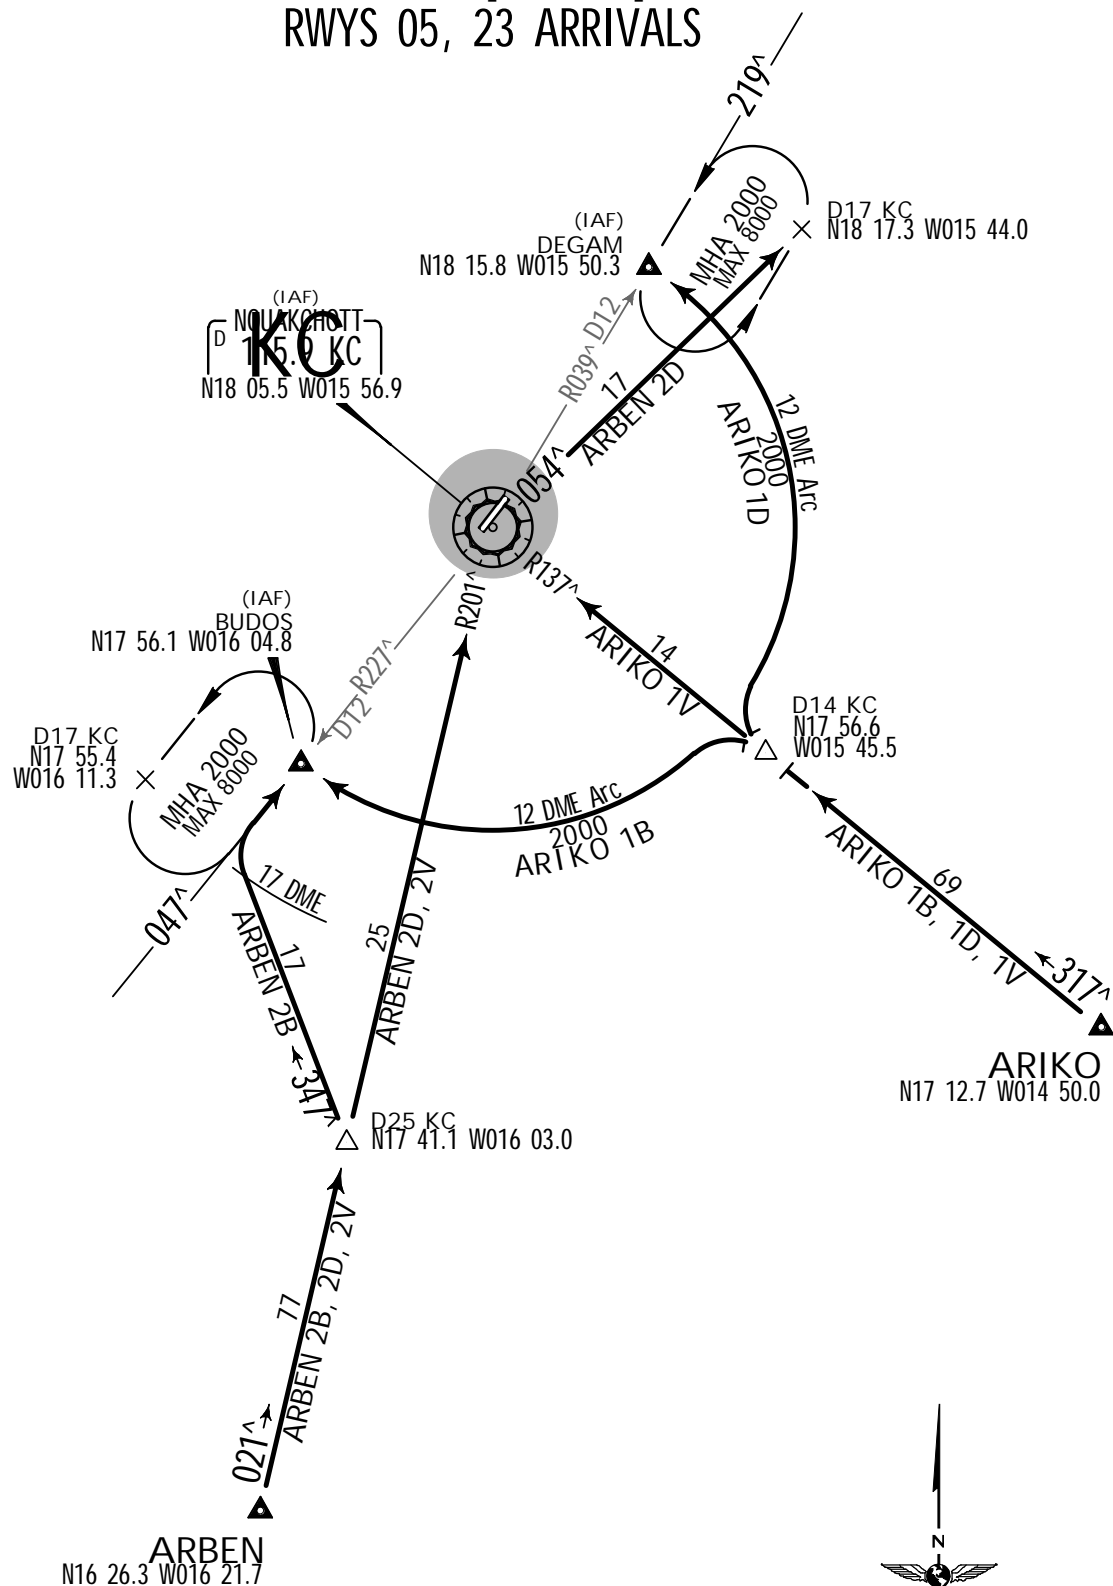 RWYS 05, 23 ARRIVALS
219^
MHA 2000
MAX 8000
D17 KC
N18 17.3 W015 44.0
(IAF)
DEGAM
N18 15.8 W015 50.3
(IAF)
NOUAKCHOTT
D
115.9 KC
KC
N18 05.5 W015 56.9
R039^
D12
17
ARBEN 2D
054^
12 DME Arc
2000
ARIKO 1D
R137^
14
ARIKO 1V
R201^
(IAF)
BUDOS
N17 56.1 W016 04.8
R227^
D12
D17 KC
N17 55.4
W016 11.3
MHA 2000
MAX 8000
D14 KC
N17 56.6
W015 45.5
12 DME Arc
2000
ARIKO 1B
047^
17 DME
17
ARBEN 2B
347^
25
ARBEN 2D, 2V
69
ARIKO 1B, 1D, 1V
317^
ARIKO
N17 12.7 W014 50.0
D25 KC
N17 41.1 W016 03.0
77
ARBEN 2B, 2D, 2V
021^
ARBEN
N16 26.3 W016 21.7
N